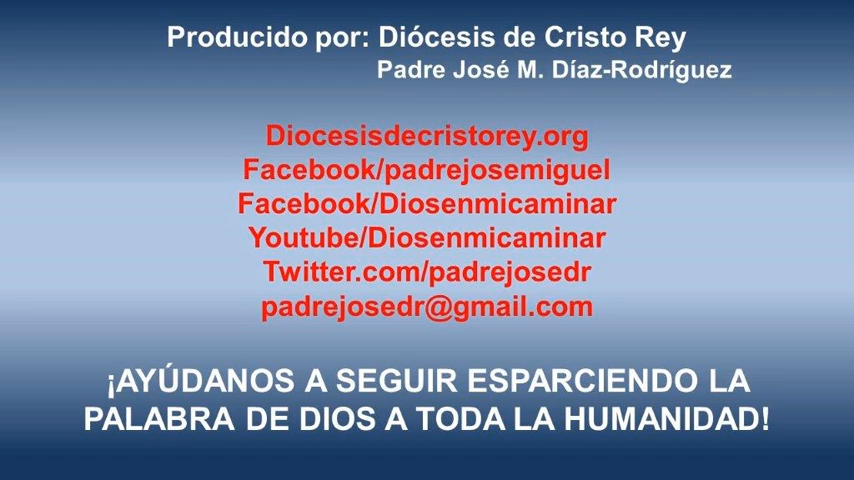 Producido por: Diócesis de Cristo Rey
Padre José M. Díaz-Rodríguez
Diocesisdecristorey.org
Facebook/padrejosemiguel
Facebook/Diosenmicaminar
Youtube/Diosenmicaminar
Twitter.com/padrejosedr
padrejosedr@gmail.com
¡AYÚDANOS A SEGUIR ESPARCIENDO LA
PALABRA DE DIOS A TODA LA HUMANIDAD!